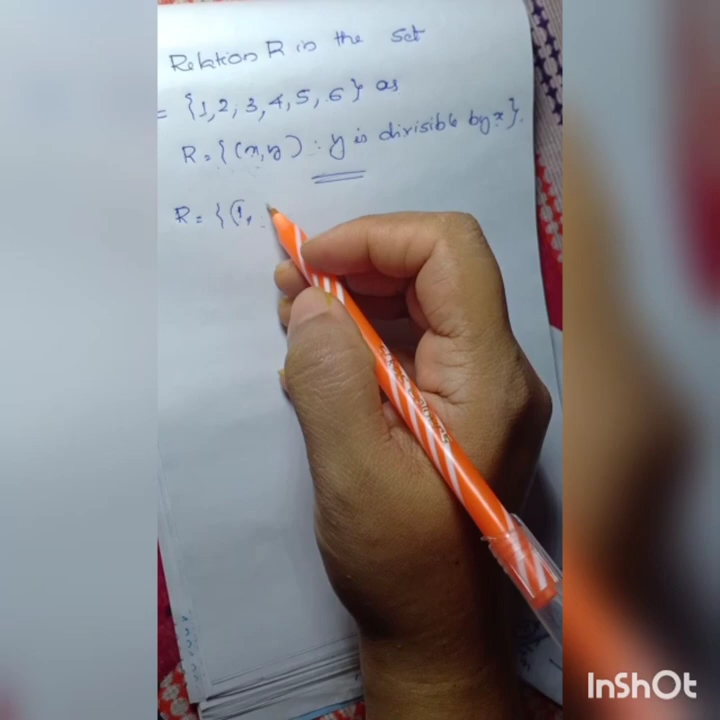 Relation R in the set
= {1, 2, 3, 4, 5, 6} as
R = {(x, y) : y is divisible by x}.
R = {(1,
InShOt